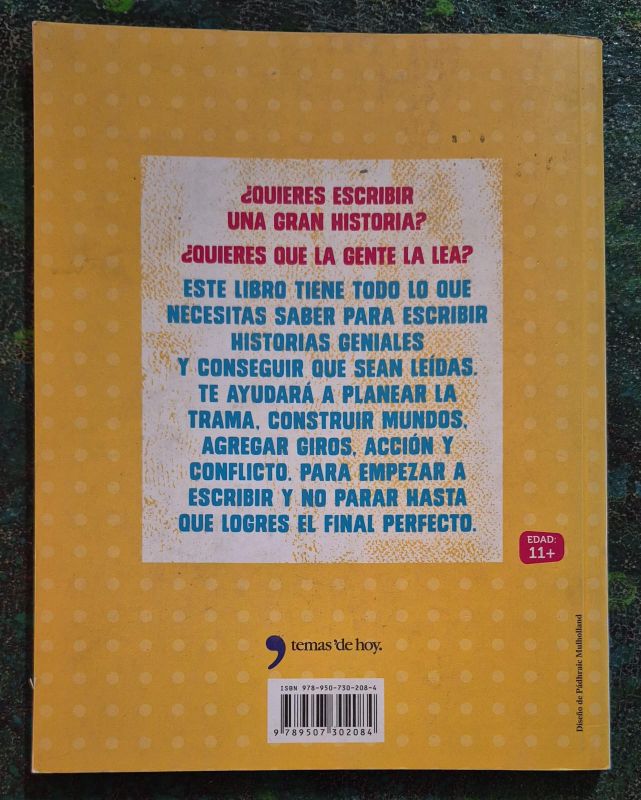 ¿QUIERES ESCRIBIR
UNA GRAN HISTORIA?
¿QUIERES QUE LA GENTE LA LEA?
ESTE LIBRO TIENE TODO LO QUE
NECESITAS SABER PARA ESCRIBIR
HISTORIAS GENIALES
Y CONSEGUIR QUE SEAN LEÍDAS.
TE AYUDARÁ A PLANEAR LA
TRAMA, CONSTRUIR MUNDOS,
AGREGAR GIROS, ACCIÓN Y
CONFLICTO. PARA EMPEZAR A
ESCRIBIR Y NO PARAR HASTA
QUE LOGRES EL FINAL PERFECTO.
EDAD:
11+
temas 'de hoy.
ISBN 978-950-730-208-4
9 789507 302084
Diseño de Pádhraic Mulholland